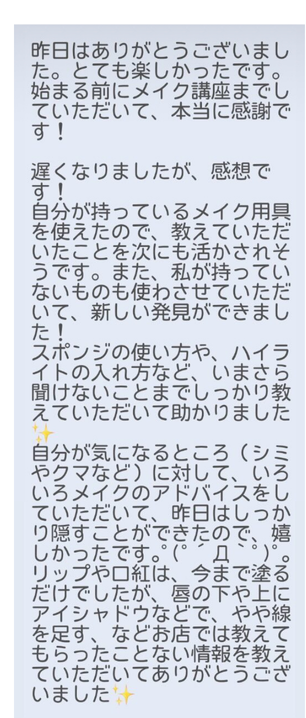 昨日はありがとうございまし
た。とても楽しかったです。
始まる前にメイク講座までし
ていただいて、本当に感謝で
す！
遅くなりましたが、感想で
す！
自分が持っているメイク用具
を使えたので、教えていただ
いたことを次にも活かされそ
うです。また、私が持ってい
ないものも使わさせていただ
いて、新しい発見ができまし
た！
スポンジの使い方や、ハイラ
イトの入れ方など、いまさら
聞けないことまでしっかり教
えていただいて助かりました
✨
自分が気になるところ（シミ
やクマなど）に対して、いろ
いろメイクのアドバイスをし
ていただいて、昨日はしっか
り隠すことができたので、嬉
しかったです｡ﾟ(ﾟ´Д｀ﾟ)ﾟ｡
リップや口紅は、今まで塗る
だけでしたが、唇の下や上に
アイシャドウなどで、やや線
を足す、などお店では教えて
もらったことない情報を教え
ていただいてありがとうござ
いました✨